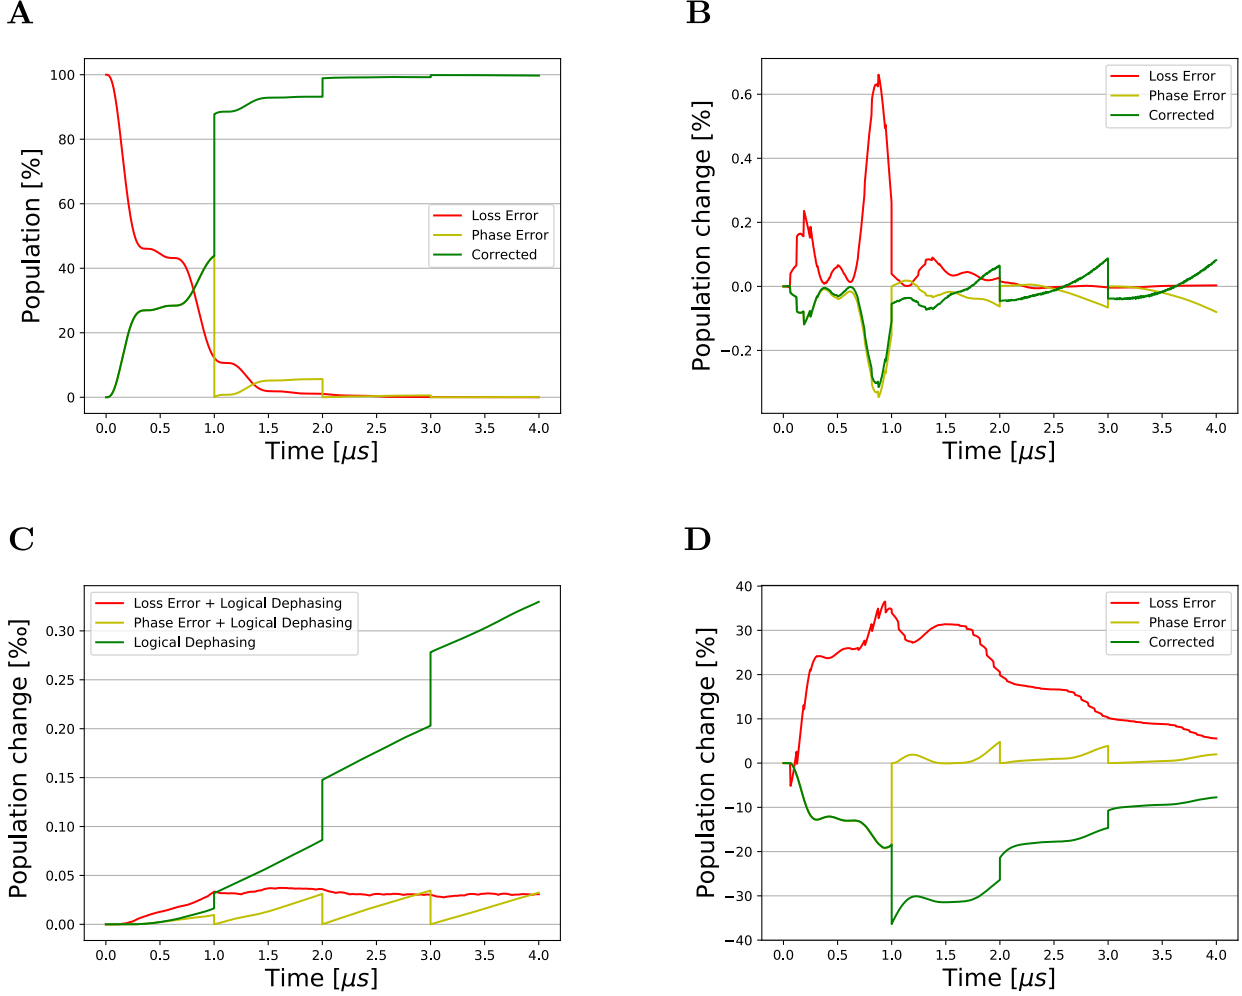 A
100
80
60
40
20
0
Population [%]
Loss Error
Phase Error
Corrected
0.0 0.5 1.0 1.5 2.0 2.5 3.0 3.5 4.0
Time [μs]
B
0.6
0.4
0.2
0.0
−0.2
Population change [%]
Loss Error
Phase Error
Corrected
0.0 0.5 1.0 1.5 2.0 2.5 3.0 3.5 4.0
Time [μs]
C
0.30
0.25
0.20
0.15
0.10
0.05
0.00
Population change [‰]
Loss Error + Logical Dephasing
Phase Error + Logical Dephasing
Logical Dephasing
0.0 0.5 1.0 1.5 2.0 2.5 3.0 3.5 4.0
Time [μs]
D
40
30
20
10
0
−10
−20
−30
−40
Population change [%]
Loss Error
Phase Error
Corrected
0.0 0.5 1.0 1.5 2.0 2.5 3.0 3.5 4.0
Time [μs]